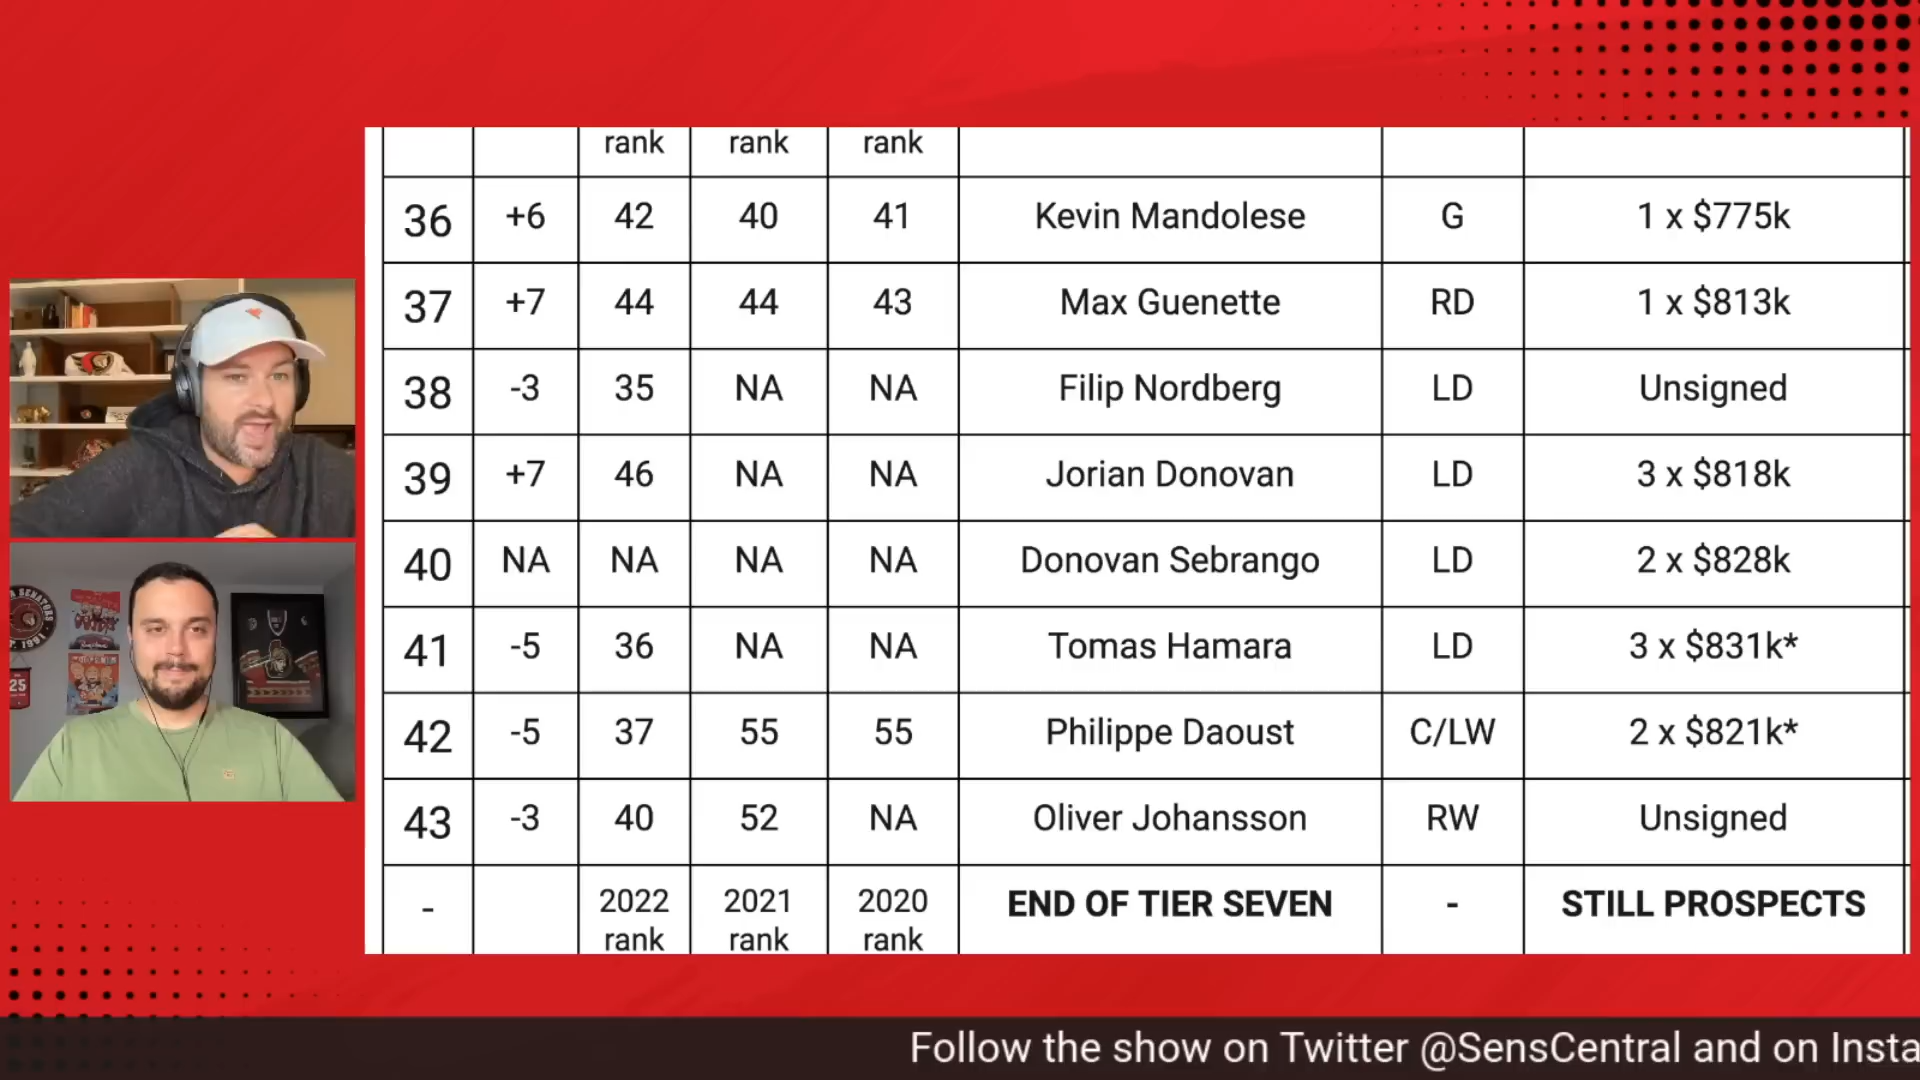 rank rank rank
36 +6 42 40 41 Kevin Mandolese G 1 x $775k
37 +7 44 44 43 Max Guenette RD 1 x $813k
38 -3 35 NA NA Filip Nordberg LD Unsigned
39 +7 46 NA NA Jorian Donovan LD 3 x $818k
40 NA NA NA NA Donovan Sebrango LD 2 x $828k
41 -5 36 NA NA Tomas Hamara LD 3 x $831k*
42 -5 37 55 55 Philippe Daoust C/LW 2 x $821k*
43 -3 40 52 NA Oliver Johansson RW Unsigned
- 2022 rank 2021 rank 2020 rank END OF TIER SEVEN - STILL PROSPECTS
SENATORS
1991
25
Follow the show on Twitter @SensCentral and on Insta